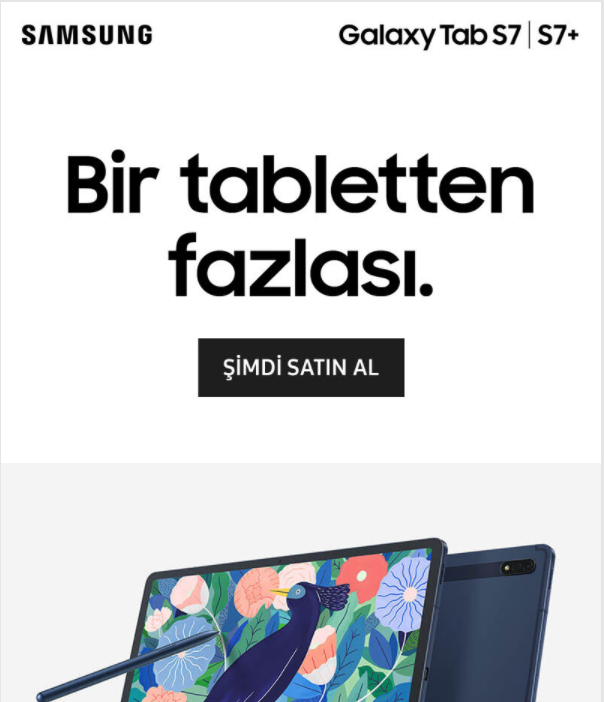 SAMSUNG
Galaxy Tab S7 | S7+
Bir tabletten
fazlası.
ŞİMDİ SATIN AL